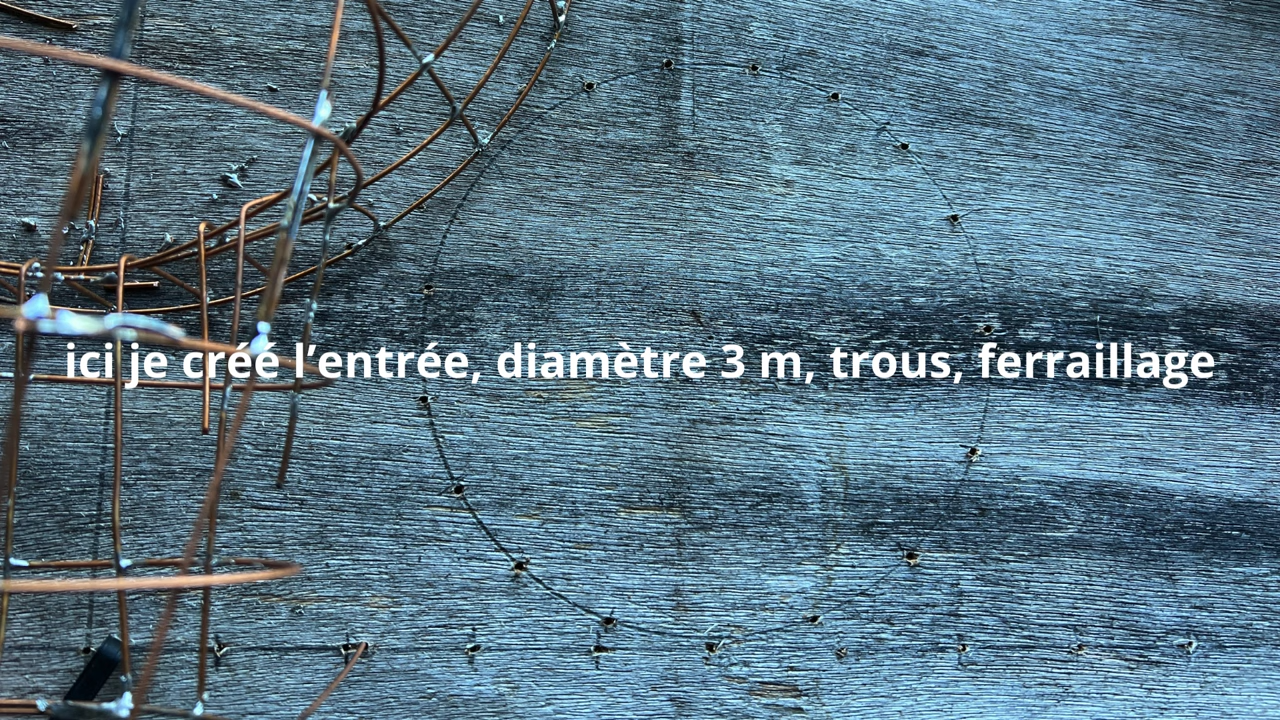 ici je créé l’entrée, diamètre 3 m, trous, ferraillage